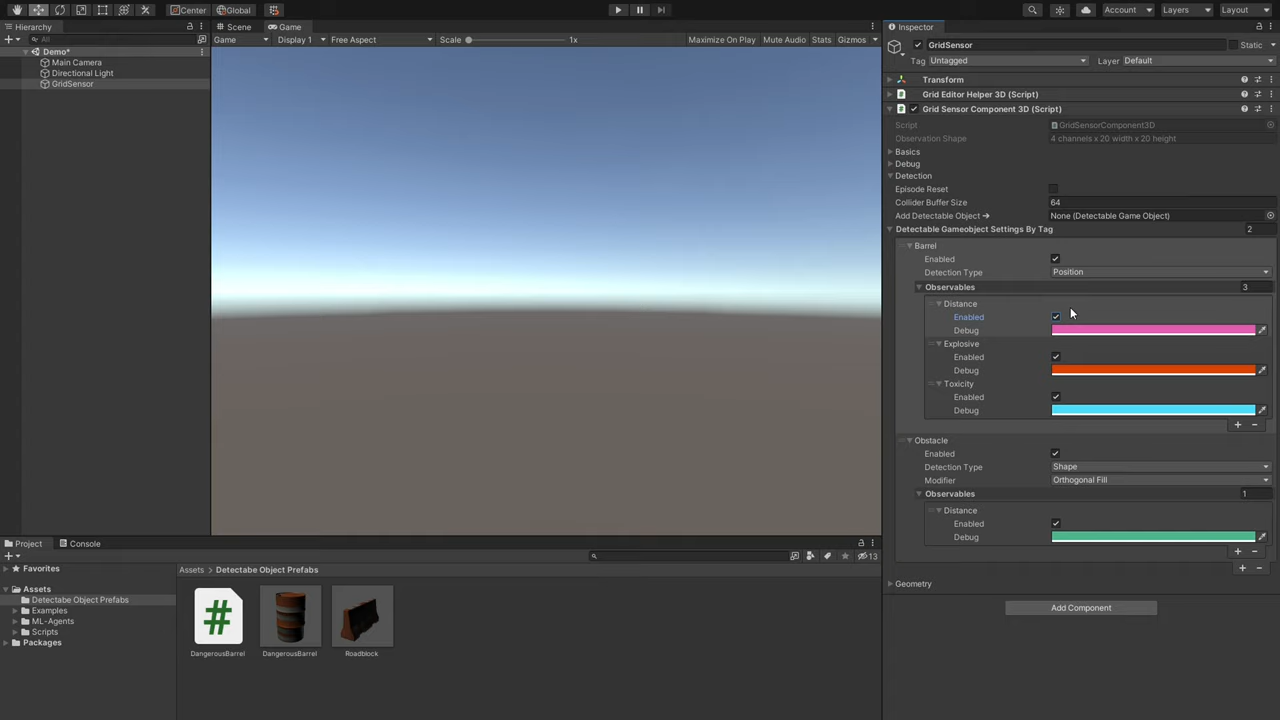 Center
Global
Account
Layers
Layout
Hierarchy
All
Demo*
Main Camera
Directional Light
GridSensor
Scene
Game
Game
Display 1
Free Aspect
Scale
1x
Maximize On Play
Mute Audio
Stats
Gizmos
Inspector
GridSensor
Static
Tag
Untagged
Layer
Default
Transform
Grid Editor Helper 3D (Script)
Grid Sensor Component 3D (Script)
Script
GridSensorComponent3D
Observation Shape
4 channels x 20 width x 20 height
Basics
Debug
Detection
Episode Reset
Collider Buffer Size
64
Add Detectable Object →
None (Detectable Game Object)
Detectable Gameobject Settings By Tag
2
Barrel
Enabled
Detection Type
Position
Observables
3
Distance
Enabled
Debug
Explosive
Enabled
Debug
Toxicity
Enabled
Debug
Obstacle
Enabled
Detection Type
Shape
Modifier
Orthogonal Fill
Observables
1
Distance
Enabled
Debug
Geometry
Add Component
Project
Console
13
Favorites
Assets
Detectabe Object Prefabs
Examples
ML-Agents
Scripts
Packages
Assets
Detectabe Object Prefabs
#
DangerousBarrel
DangerousBarrel
Roadblock